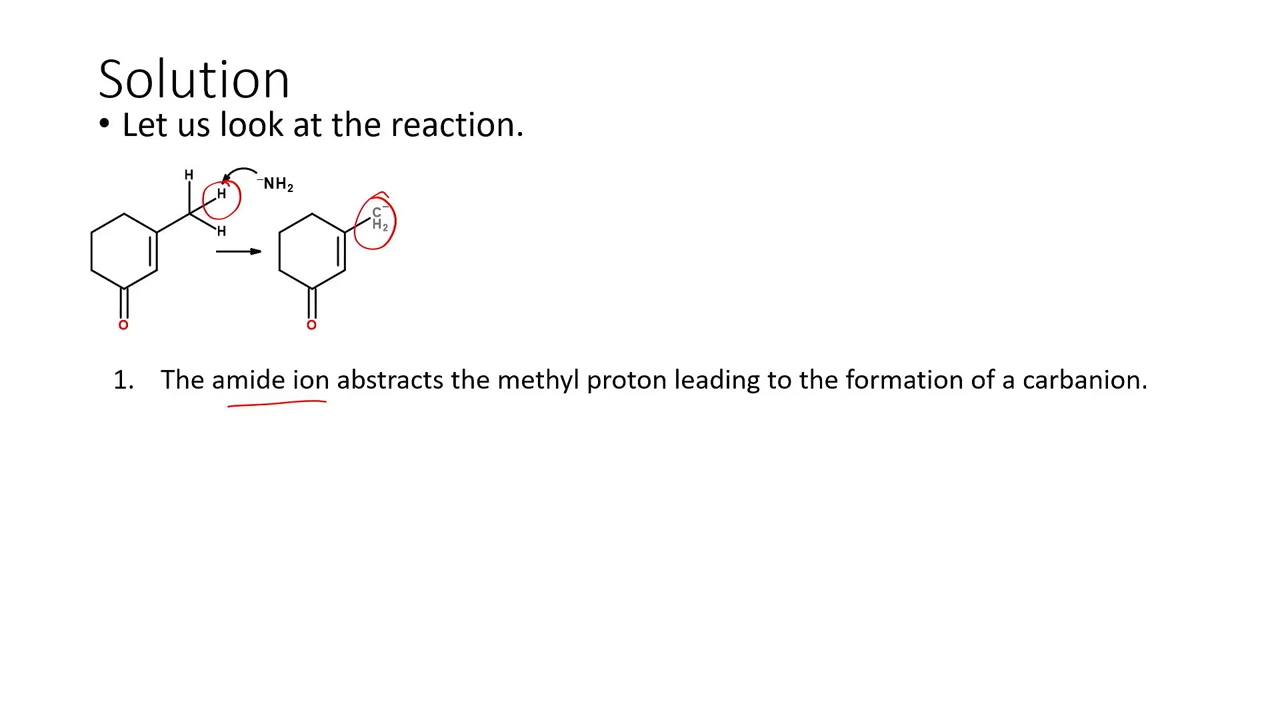 Solution
• Let us look at the reaction.
H
H
⁻NH₂
H
C⁻
H₂
O
O
1. The amide ion abstracts the methyl proton leading to the formation of a carbanion.